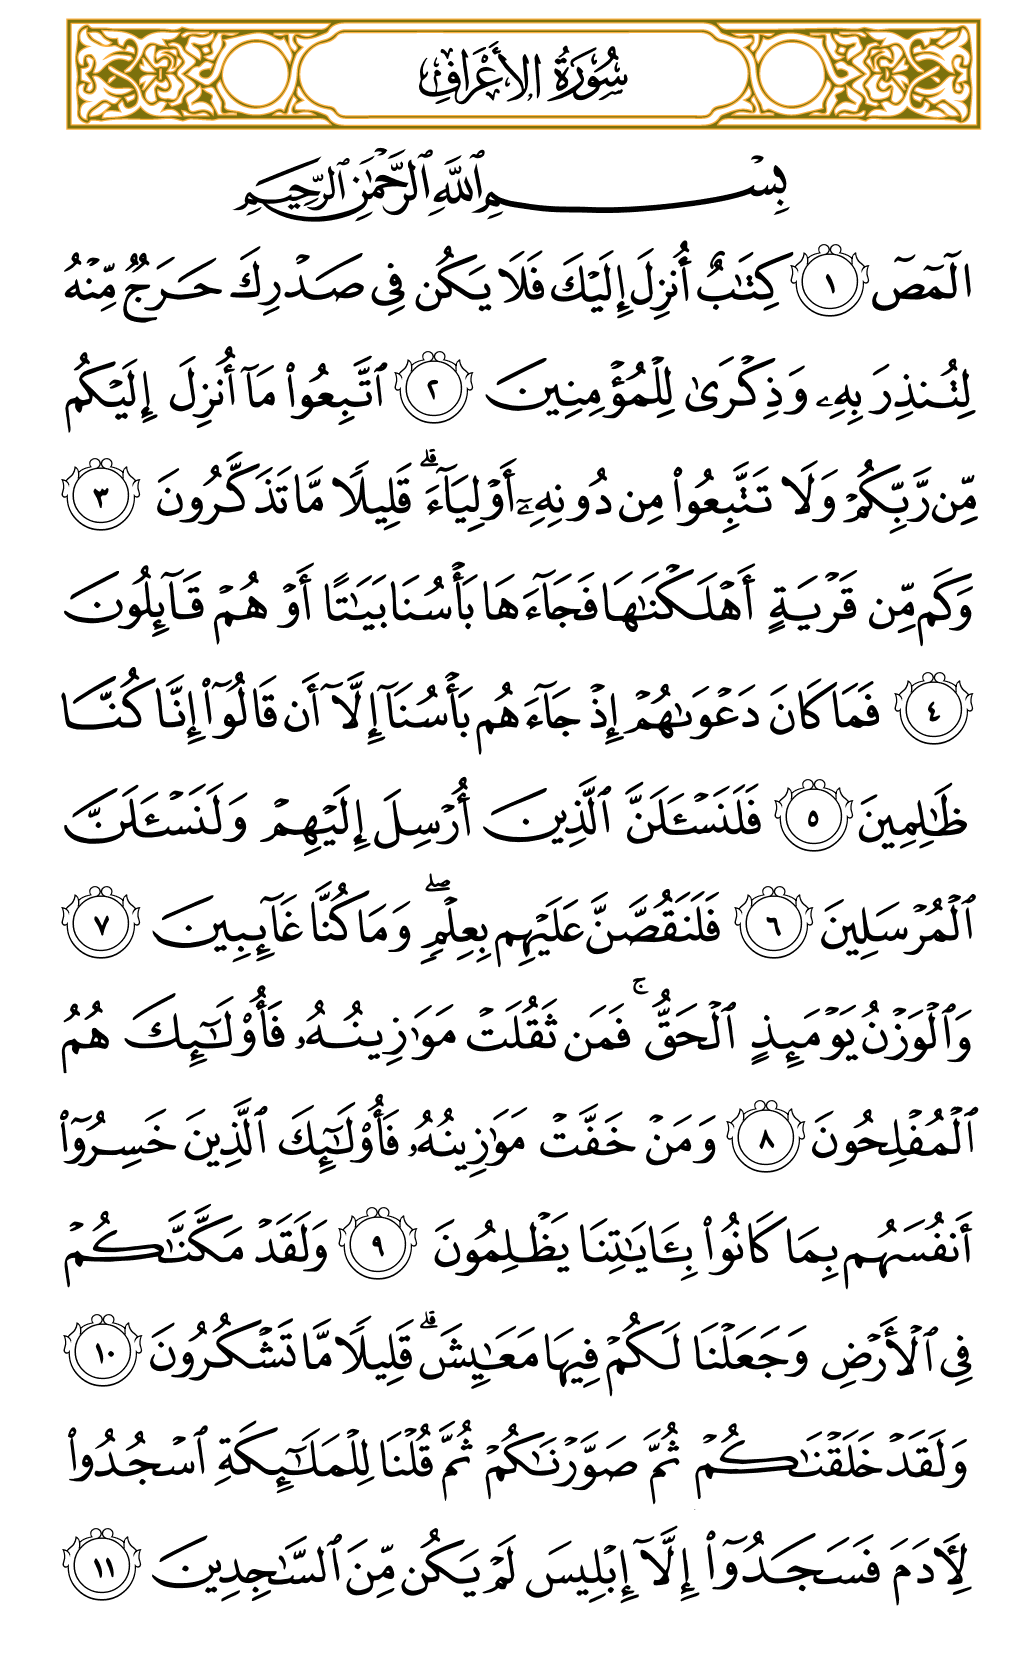 سُورَةُ الأَعْرَافِ
بِسْمِ ٱللَّهِ ٱلرَّحْمَٰنِ ٱلرَّحِيمِ
الٓمٓصٓ ١ كِتَٰبٌ أُنزِلَ إِلَيْكَ فَلَا يَكُن فِى صَدْرِكَ حَرَجٌ مِّنْهُ
لِتُنذِرَ بِهِۦ وَذِكْرَىٰ لِلْمُؤْمِنِينَ ٢ ٱتَّبِعُوا۟ مَآ أُنزِلَ إِلَيْكُم
مِّن رَّبِّكُمْ وَلَا تَتَّبِعُوا۟ مِن دُونِهِۦٓ أَوْلِيَآءَ ۗ قَلِيلًا مَّا تَذَكَّرُونَ ٣
وَكَم مِّن قَرْيَةٍ أَهْلَكْنَٰهَا فَجَآءَهَا بَأْسُنَا بَيَٰتًا أَوْ هُمْ قَآئِلُونَ
٤ فَمَا كَانَ دَعْوَىٰهُمْ إِذْ جَآءَهُم بَأْسُنَآ إِلَّآ أَن قَالُوٓا۟ إِنَّا كُنَّا
ظَٰلِمِينَ ٥ فَلَنَسْـَٔلَنَّ ٱلَّذِينَ أُرْسِلَ إِلَيْهِمْ وَلَنَسْـَٔلَنَّ
ٱلْمُرْسَلِينَ ٦ فَلَنَقُصَّنَّ عَلَيْهِم بِعِلْمٍ ۖ وَمَا كُنَّا غَآئِبِينَ ٧
وَٱلْوَزْنُ يَوْمَئِذٍ ٱلْحَقُّ ۚ فَمَن ثَقُلَتْ مَوَٰزِينُهُۥ فَأُو۟لَٰٓئِكَ هُمُ
ٱلْمُفْلِحُونَ ٨ وَمَنْ خَفَّتْ مَوَٰزِينُهُۥ فَأُو۟لَٰٓئِكَ ٱلَّذِينَ خَسِرُوٓا۟
أَنفُسَهُم بِمَا كَانُوا۟ بِـَٔايَٰتِنَا يَظْلِمُونَ ٩ وَلَقَدْ مَكَّنَّٰكُمْ
فِى ٱلْأَرْضِ وَجَعَلْنَا لَكُمْ فِيهَا مَعَٰيِشَ ۗ قَلِيلًا مَّا تَشْكُرُونَ ١٠
وَلَقَدْ خَلَقْنَٰكُمْ ثُمَّ صَوَّرْنَٰكُمْ ثُمَّ قُلْنَا لِلْمَلَٰٓئِكَةِ ٱسْجُدُوا۟
لِـَٔادَمَ فَسَجَدُوٓا۟ إِلَّآ إِبْلِيسَ لَمْ يَكُن مِّنَ ٱلسَّٰجِدِينَ ١١